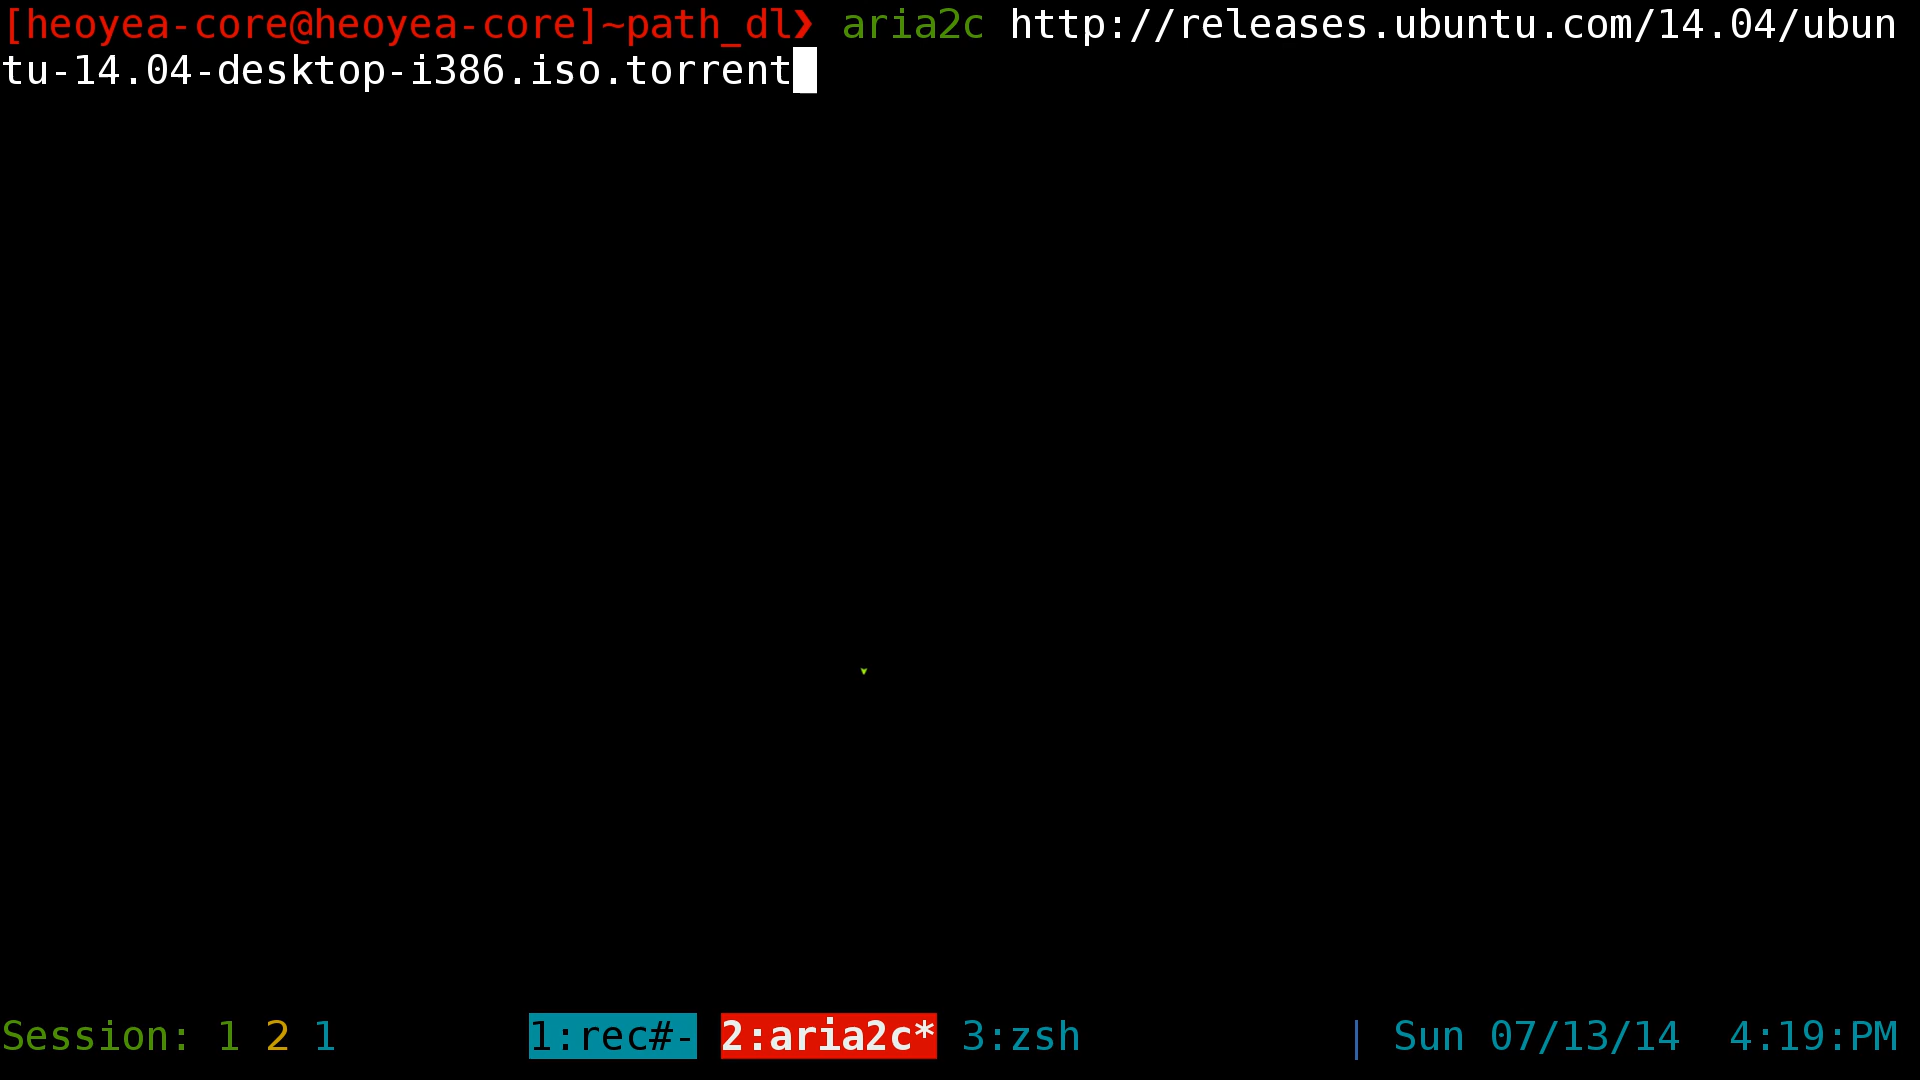 [heoyea-core@heoyea-core]~path_dl❯ aria2c http://releases.ubuntu.com/14.04/ubun
tu-14.04-desktop-i386.iso.torrent
Session: 1 2 1 1:rec#- 2:aria2c* 3:zsh | Sun 07/13/14 4:19:PM